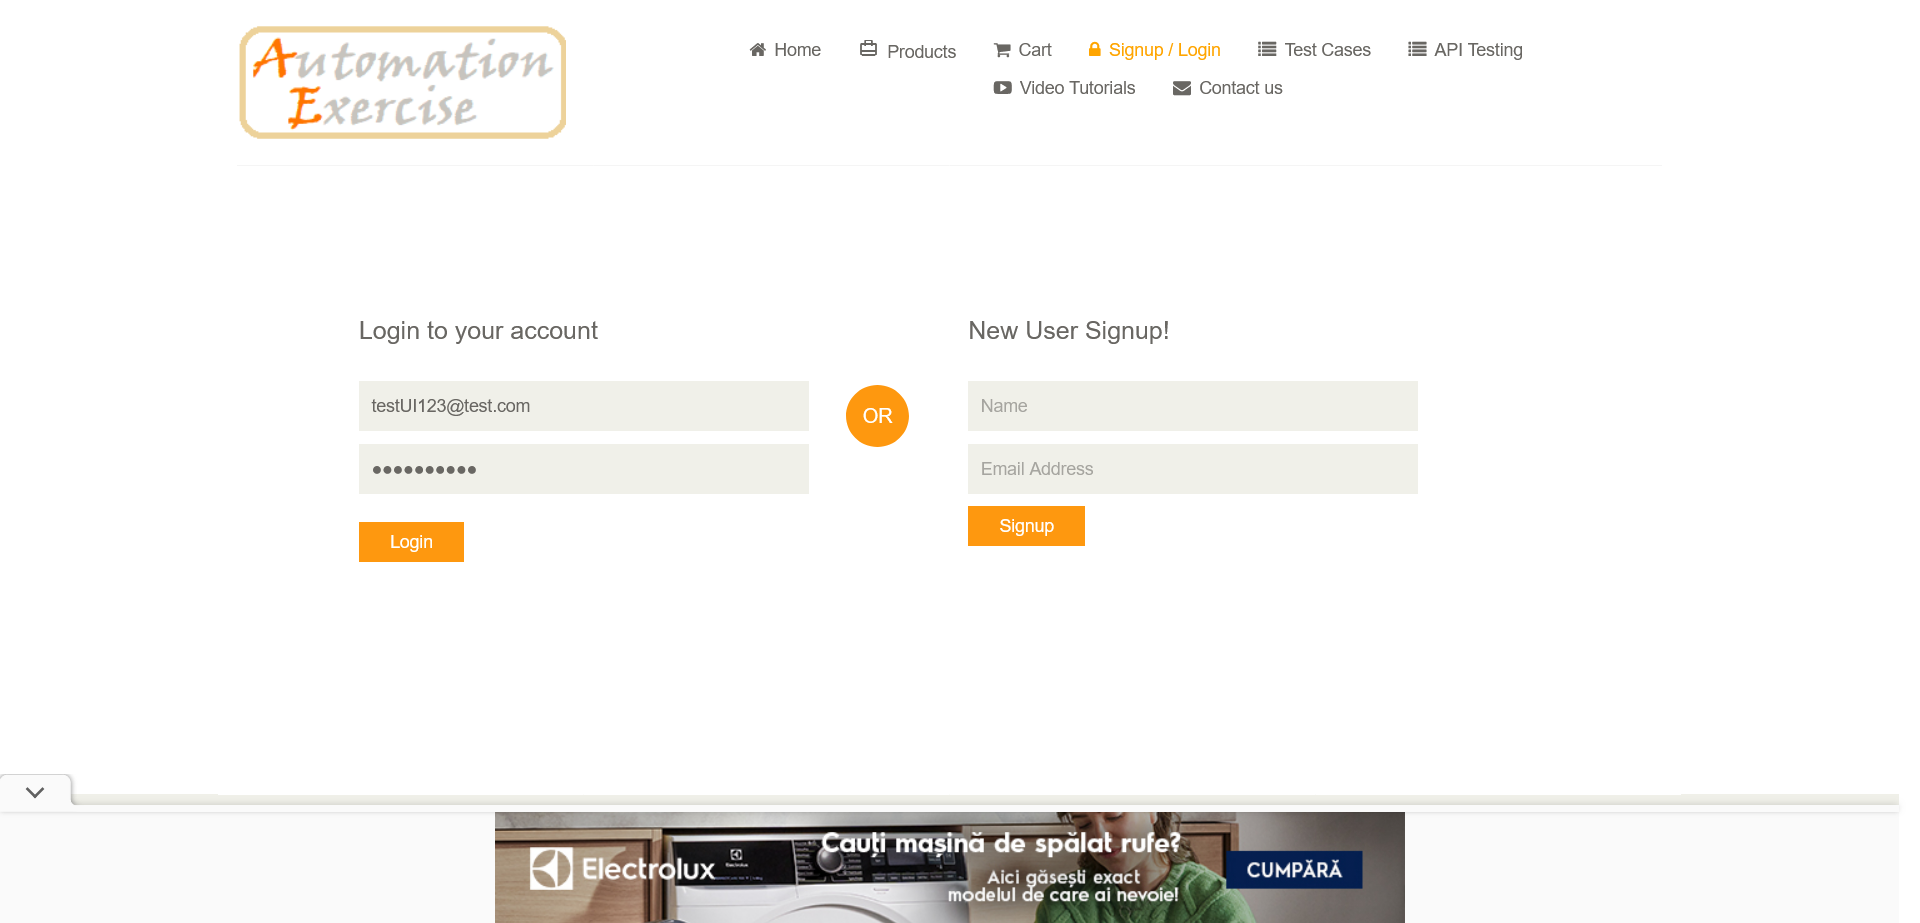 Automation
Exercise
Home
Products
Cart
Signup / Login
Test Cases
API Testing
Video Tutorials
Contact us
Login to your account
testUI123@test.com
••••••••••
Login
OR
New User Signup!
Name
Email Address
Signup
Electrolux
Cauți mașină de spălat rufe?
Aici găsești exact
modelul de care ai nevoie!
CUMPĂRĂ